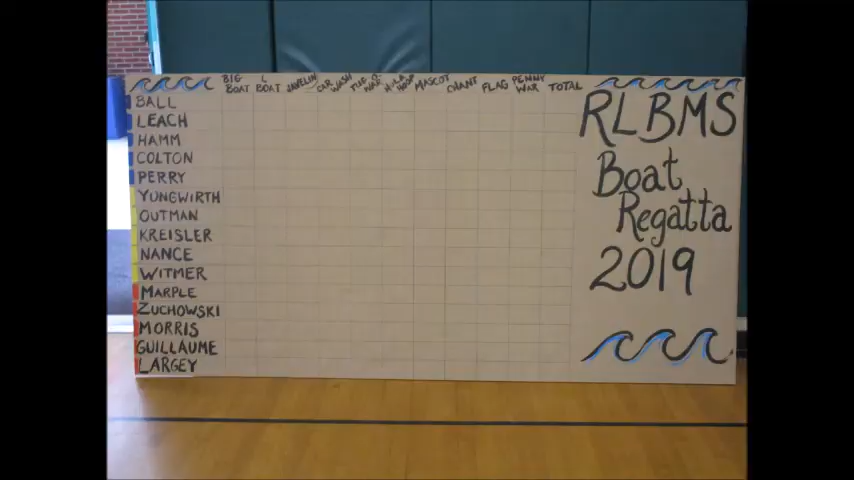 BIG BOAT L BOAT JAVELIN CAR WASH TUG-O-WAR HULA HOOP MASCOT CHANT FLAG PENNY WAR TOTAL
BALL
LEACH
HAMM
COLTON
PERRY
YUNGWIRTH
OUTMAN
KREISLER
NANCE
WITMER
MARPLE
ZUCHOWSKI
MORRIS
GUILLAUME
LARGEY
RLBMS
Boat
Regatta
2019